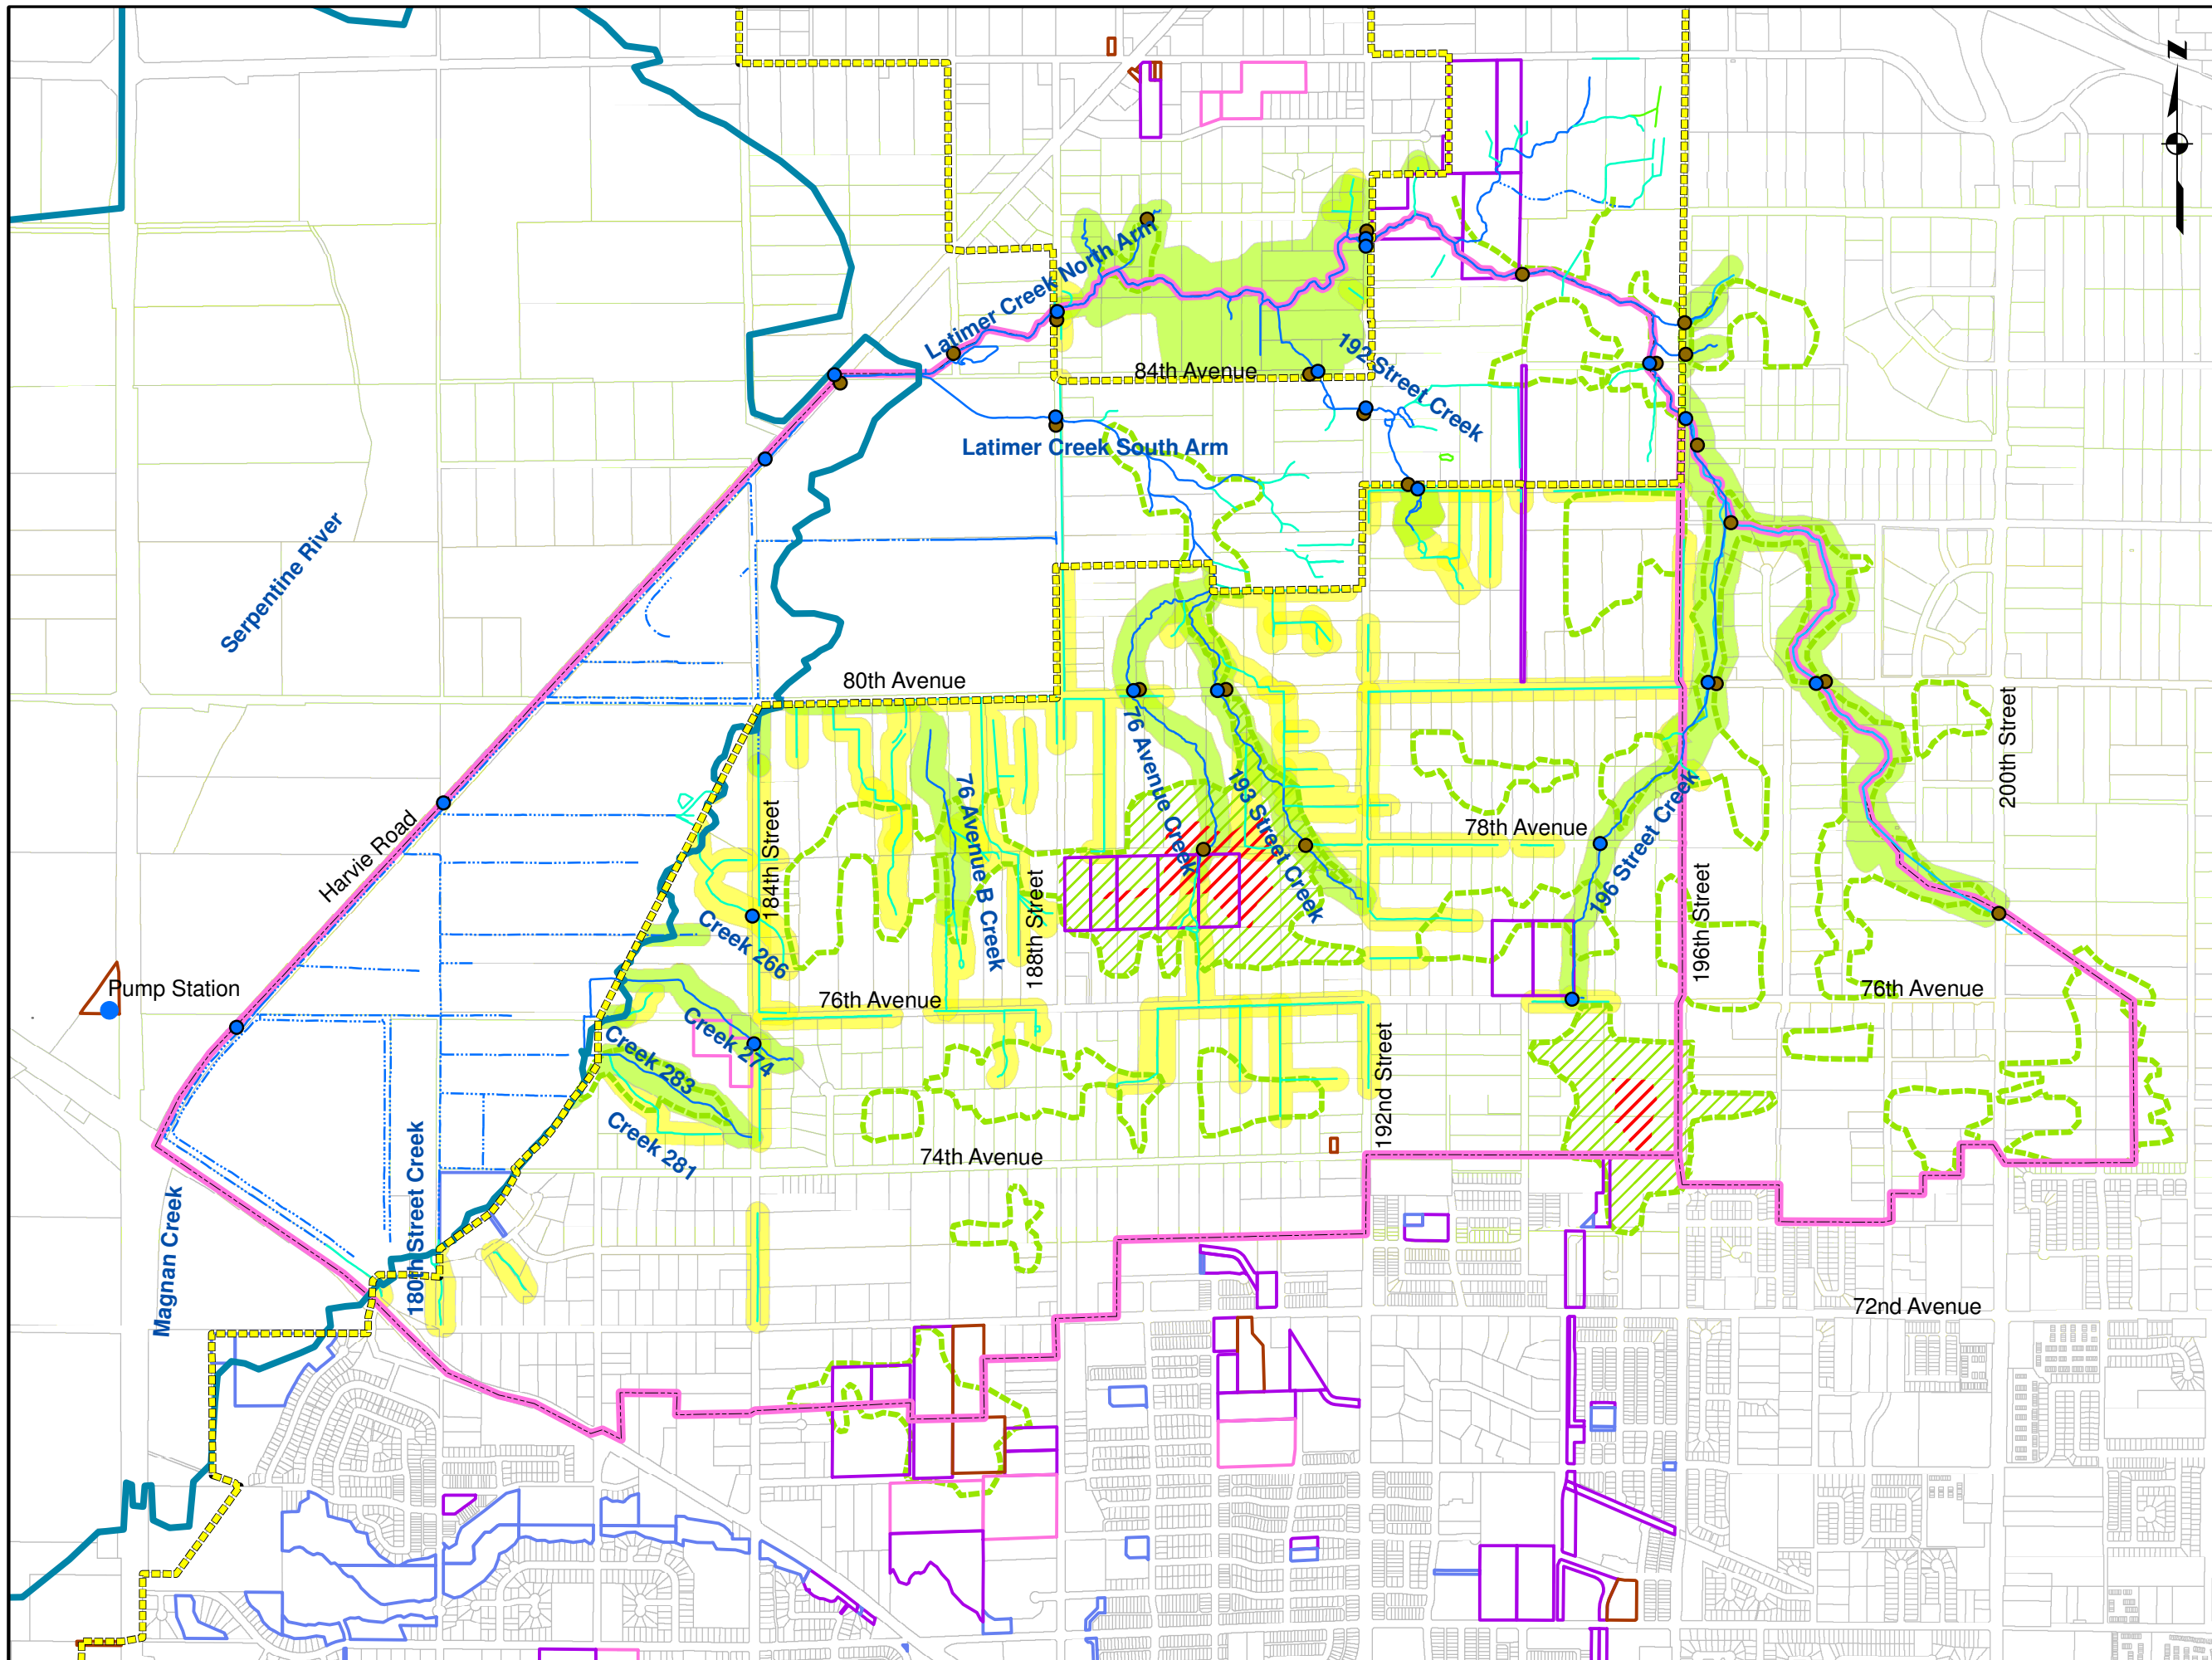 N
Latimer Creek North Arm
84th Avenue
192 Street Creek
Latimer Creek South Arm
Serpentine River
80th Avenue
76 Avenue Creek
193 Street Creek
200th Street
76 Avenue B Creek
78th Avenue
196 Street Creek
Harvie Road
184th Street
188th Street
196th Street
Creek 266
Pump Station
76th Avenue
76th Avenue
Creek 274
Creek 283
192nd Street
Creek 281
74th Avenue
180th Street Creek
Magnan Creek
72nd Avenue